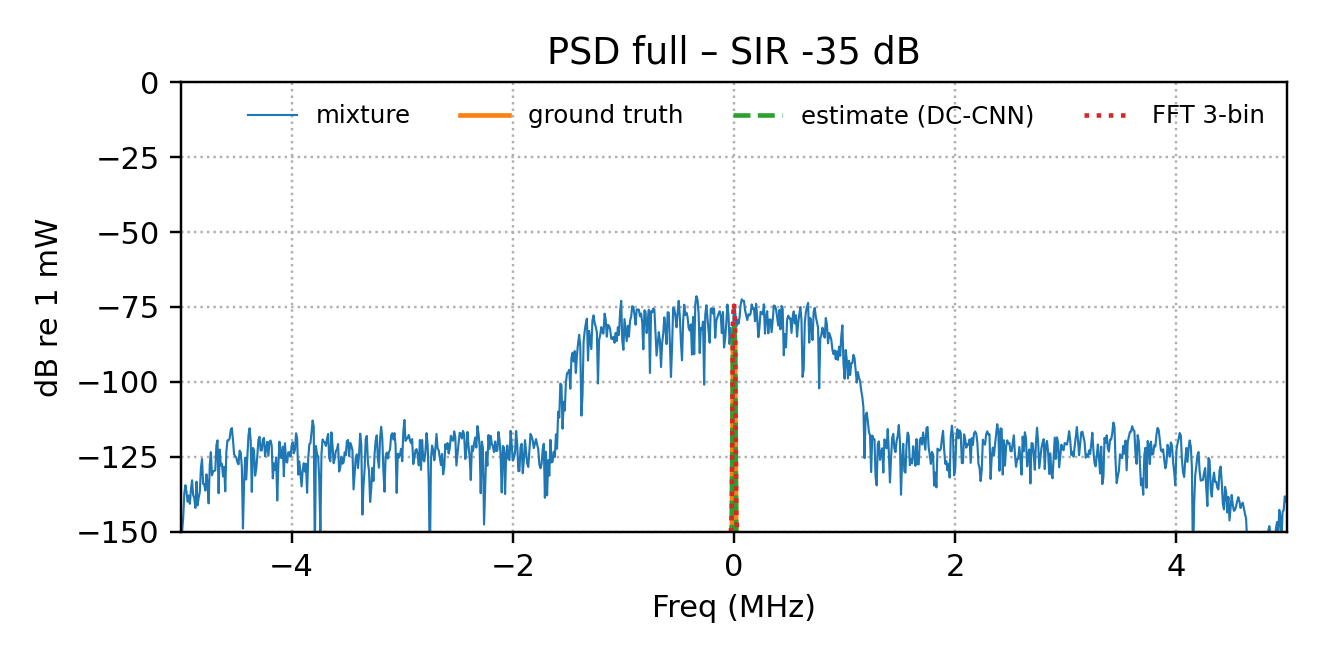 PSD full – SIR -35 dB
mixture ground truth estimate (DC-CNN) FFT 3-bin
0
−25
−50
−75
−100
−125
−150
dB re 1 mW
−4 −2 0 2 4
Freq (MHz)